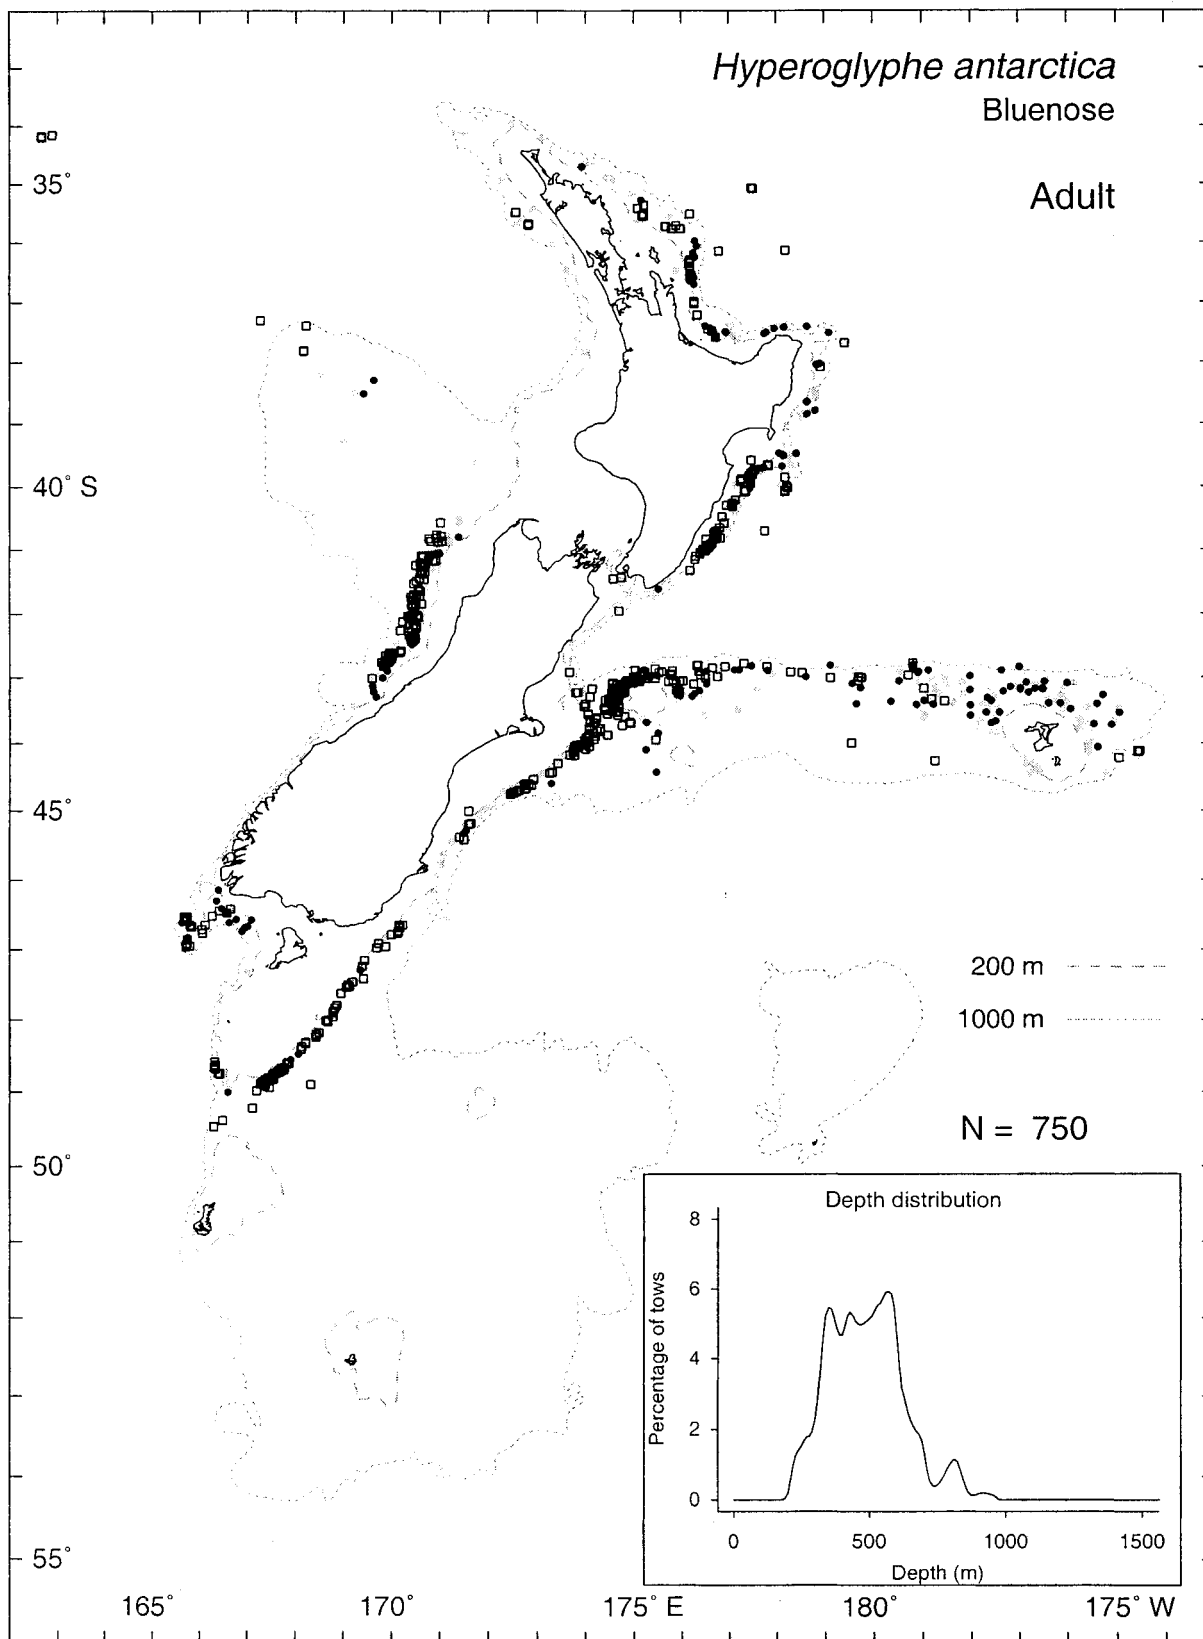 Hyperoglyphe antarctica
Bluenose
Adult
35°
40° S
45°
50°
55°
200 m
1000 m
N = 750
Depth distribution
Percentage of tows
8
6
4
2
0
0 500 1000 1500
Depth (m)
165° 170° 175° E 180° 175° W